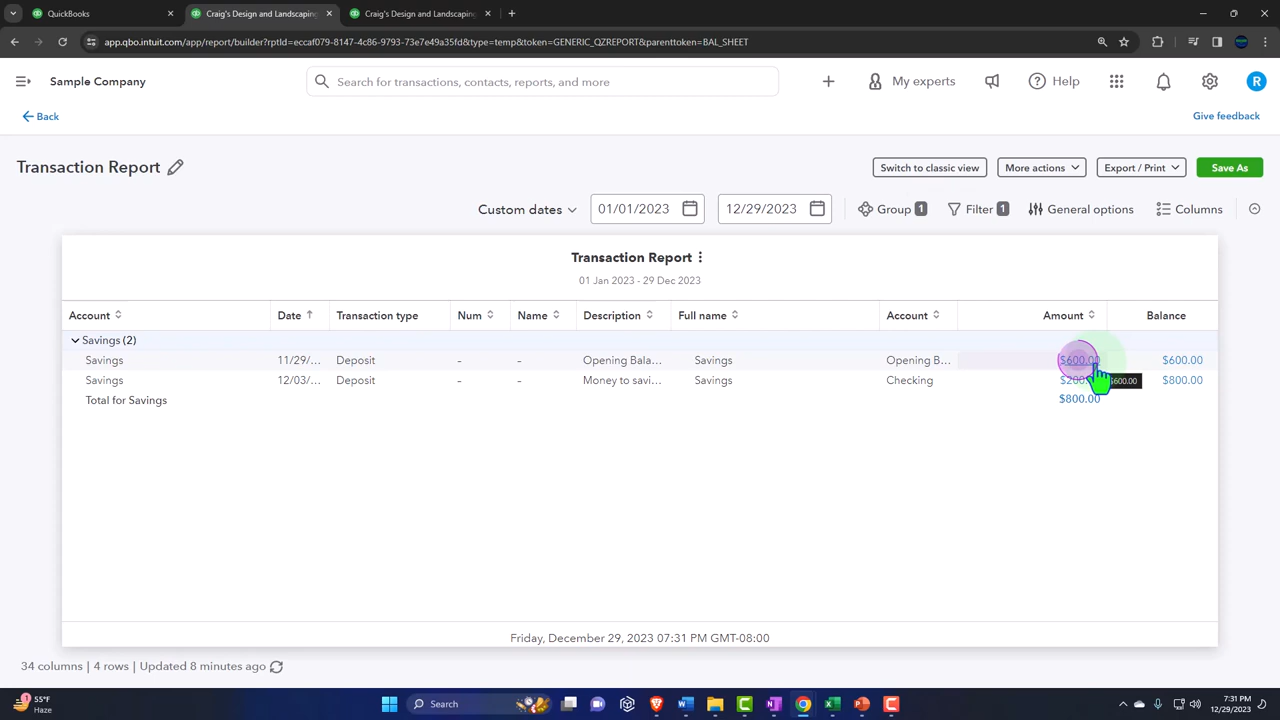 QuickBooks
Craig's Design and Landscaping
Craig's Design and Landscaping
app.qbo.intuit.com/app/report/builder?rptId=eccaf079-8147-4c86-9793-73e7e49a35fd&type=temp&token=GENERIC_QZREPORT&parenttoken=BAL_SHEET
Sample Company
Search for transactions, contacts, reports, and more
My experts
Help
R
Back
Give feedback
Transaction Report
Switch to classic view
More actions
Export / Print
Save As
Custom dates
01/01/2023
12/29/2023
Group 1
Filter 1
General options
Columns
Transaction Report
01 Jan 2023 - 29 Dec 2023
Account Date Transaction type Num Name Description Full name Account Amount Balance
Savings (2)
Savings 11/29/... Deposit – – Opening Bala... Savings Opening B... $600.00 $600.00
Savings 12/03/... Deposit – – Money to savi... Savings Checking $800.00
$600.00
Total for Savings $800.00
Friday, December 29, 2023 07:31 PM GMT-08:00
34 columns | 4 rows | Updated 8 minutes ago
1
55°F
Haze
Search
7:31 PM
12/29/2023